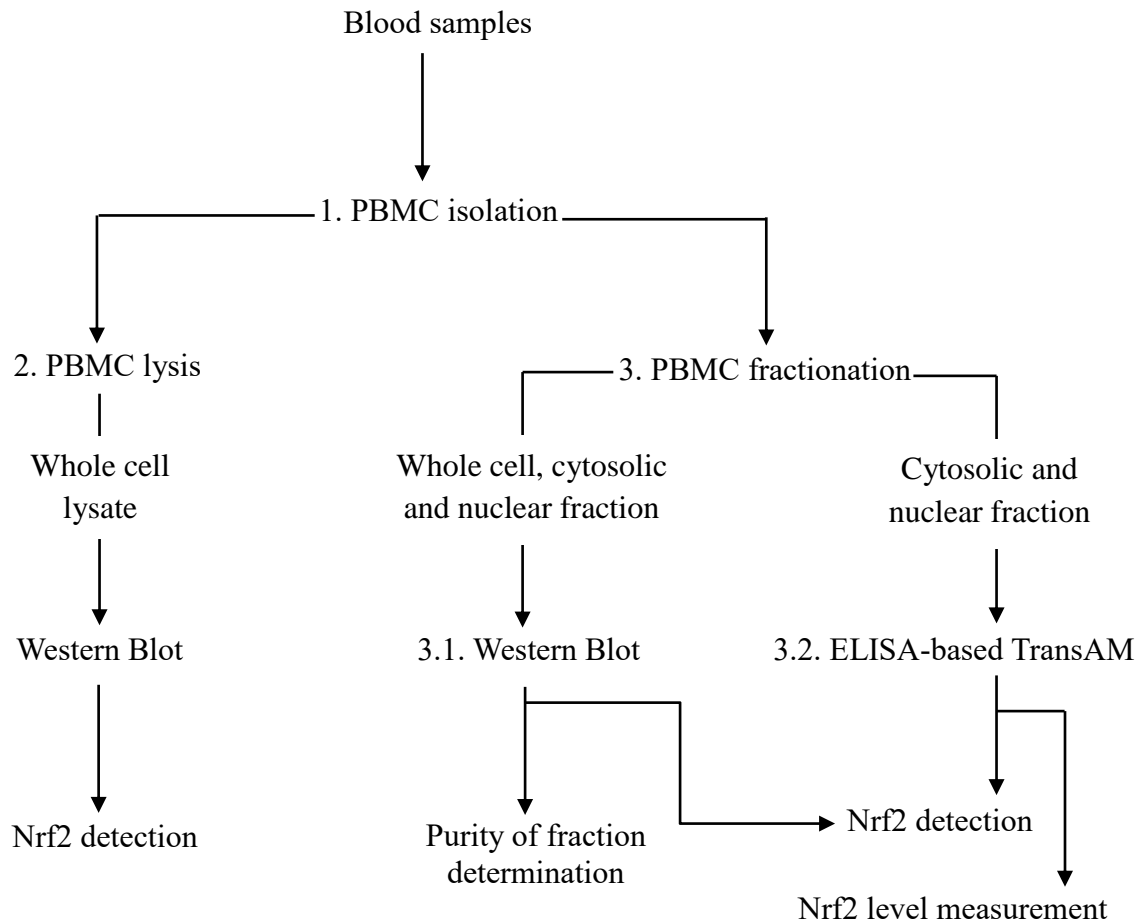 Blood samples
1. PBMC isolation
2. PBMC lysis
3. PBMC fractionation
Whole cell
lysate
Whole cell, cytosolic
and nuclear fraction
Cytosolic and
nuclear fraction
Western Blot
3.1. Western Blot
3.2. ELISA-based TransAM
Nrf2 detection
Purity of fraction
determination
Nrf2 detection
Nrf2 level measurement